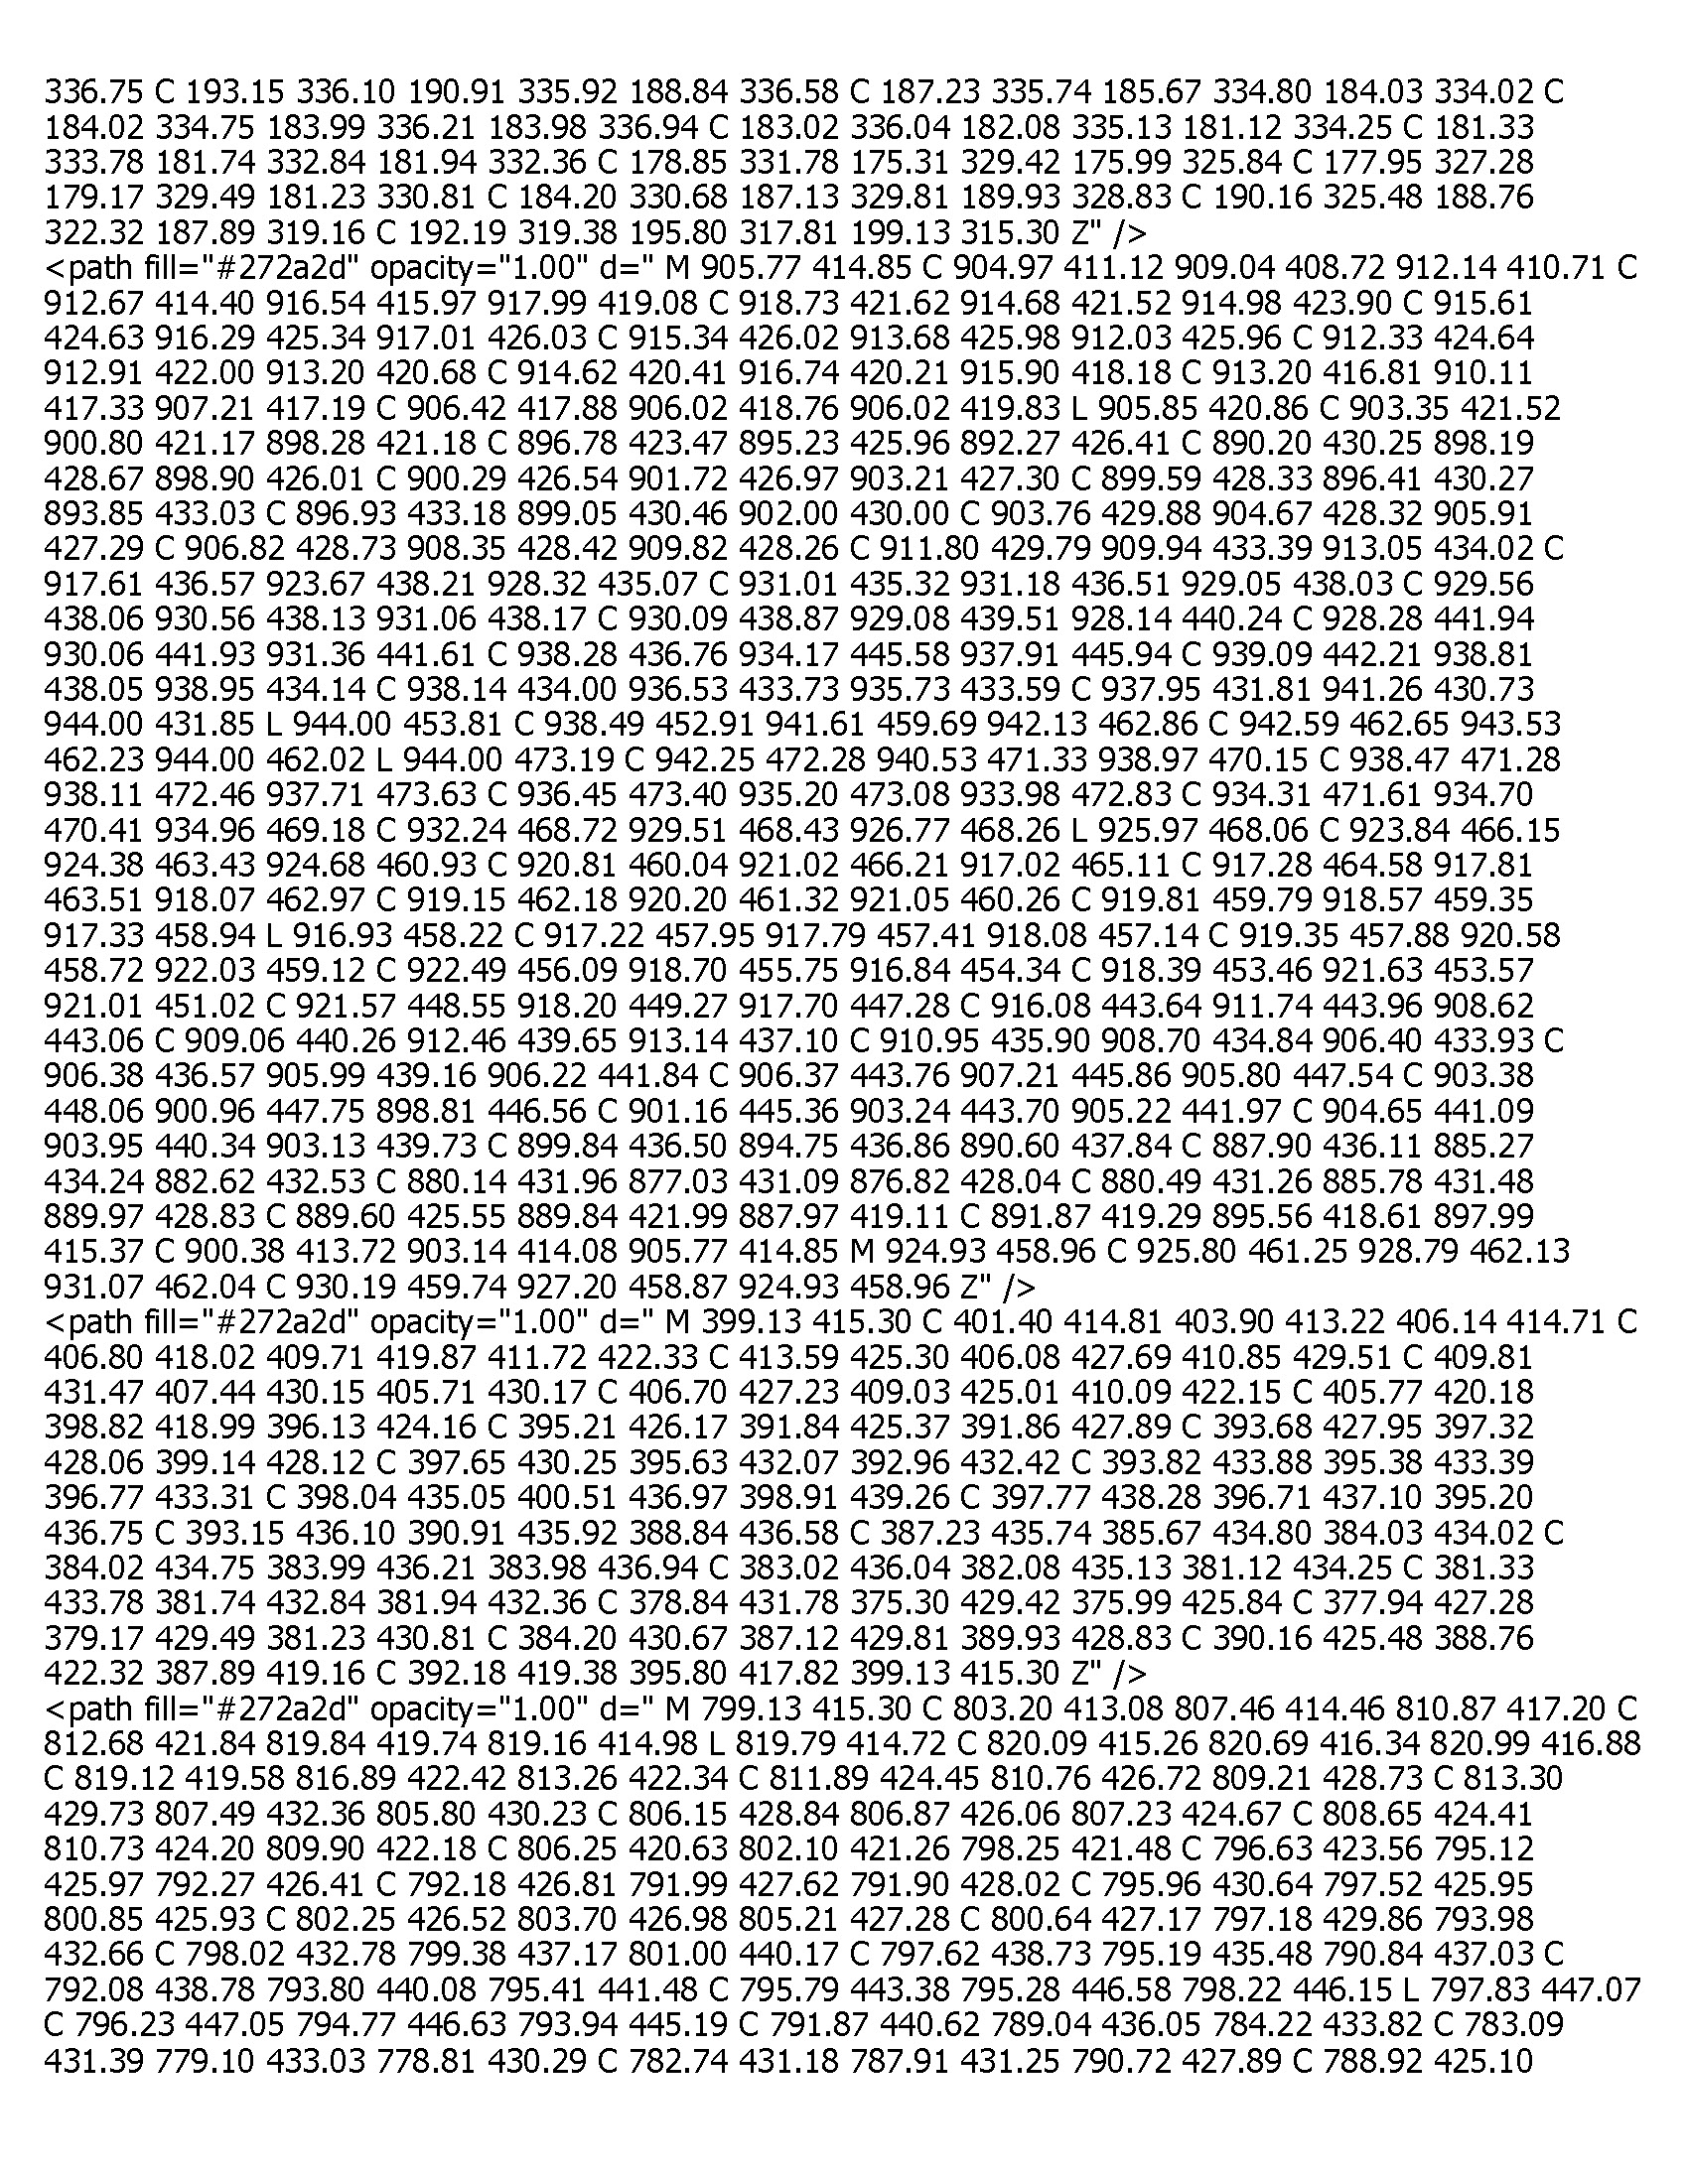 336.75 C 193.15 336.10 190.91 335.92 188.84 336.58 C 187.23 335.74 185.67 334.80 184.03 334.02 C
184.02 334.75 183.99 336.21 183.98 336.94 C 183.02 336.04 182.08 335.13 181.12 334.25 C 181.33
333.78 181.74 332.84 181.94 332.36 C 178.85 331.78 175.31 329.42 175.99 325.84 C 177.95 327.28
179.17 329.49 181.23 330.81 C 184.20 330.68 187.13 329.81 189.93 328.83 C 190.16 325.48 188.76
322.32 187.89 319.16 C 192.19 319.38 195.80 317.81 199.13 315.30 Z" />
<path fill="#272a2d" opacity="1.00" d=" M 905.77 414.85 C 904.97 411.12 909.04 408.72 912.14 410.71 C
912.67 414.40 916.54 415.97 917.99 419.08 C 918.73 421.62 914.68 421.52 914.98 423.90 C 915.61
424.63 916.29 425.34 917.01 426.03 C 915.34 426.02 913.68 425.98 912.03 425.96 C 912.33 424.64
912.91 422.00 913.20 420.68 C 914.62 420.41 916.74 420.21 915.90 418.18 C 913.20 416.81 910.11
417.33 907.21 417.19 C 906.42 417.88 906.02 418.76 906.02 419.83 L 905.85 420.86 C 903.35 421.52
900.80 421.17 898.28 421.18 C 896.78 423.47 895.23 425.96 892.27 426.41 C 890.20 430.25 898.19
428.67 898.90 426.01 C 900.29 426.54 901.72 426.97 903.21 427.30 C 899.59 428.33 896.41 430.27
893.85 433.03 C 896.93 433.18 899.05 430.46 902.00 430.00 C 903.76 429.88 904.67 428.32 905.91
427.29 C 906.82 428.73 908.35 428.42 909.82 428.26 C 911.80 429.79 909.94 433.39 913.05 434.02 C
917.61 436.57 923.67 438.21 928.32 435.07 C 931.01 435.32 931.18 436.51 929.05 438.03 C 929.56
438.06 930.56 438.13 931.06 438.17 C 930.09 438.87 929.08 439.51 928.14 440.24 C 928.28 441.94
930.06 441.93 931.36 441.61 C 938.28 436.76 934.17 445.58 937.91 445.94 C 939.09 442.21 938.81
438.05 938.95 434.14 C 938.14 434.00 936.53 433.73 935.73 433.59 C 937.95 431.81 941.26 430.73
944.00 431.85 L 944.00 453.81 C 938.49 452.91 941.61 459.69 942.13 462.86 C 942.59 462.65 943.53
462.23 944.00 462.02 L 944.00 473.19 C 942.25 472.28 940.53 471.33 938.97 470.15 C 938.47 471.28
938.11 472.46 937.71 473.63 C 936.45 473.40 935.20 473.08 933.98 472.83 C 934.31 471.61 934.70
470.41 934.96 469.18 C 932.24 468.72 929.51 468.43 926.77 468.26 L 925.97 468.06 C 923.84 466.15
924.38 463.43 924.68 460.93 C 920.81 460.04 921.02 466.21 917.02 465.11 C 917.28 464.58 917.81
463.51 918.07 462.97 C 919.15 462.18 920.20 461.32 921.05 460.26 C 919.81 459.79 918.57 459.35
917.33 458.94 L 916.93 458.22 C 917.22 457.95 917.79 457.41 918.08 457.14 C 919.35 457.88 920.58
458.72 922.03 459.12 C 922.49 456.09 918.70 455.75 916.84 454.34 C 918.39 453.46 921.63 453.57
921.01 451.02 C 921.57 448.55 918.20 449.27 917.70 447.28 C 916.08 443.64 911.74 443.96 908.62
443.06 C 909.06 440.26 912.46 439.65 913.14 437.10 C 910.95 435.90 908.70 434.84 906.40 433.93 C
906.38 436.57 905.99 439.16 906.22 441.84 C 906.37 443.76 907.21 445.86 905.80 447.54 C 903.38
448.06 900.96 447.75 898.81 446.56 C 901.16 445.36 903.24 443.70 905.22 441.97 C 904.65 441.09
903.95 440.34 903.13 439.73 C 899.84 436.50 894.75 436.86 890.60 437.84 C 887.90 436.11 885.27
434.24 882.62 432.53 C 880.14 431.96 877.03 431.09 876.82 428.04 C 880.49 431.26 885.78 431.48
889.97 428.83 C 889.60 425.55 889.84 421.99 887.97 419.11 C 891.87 419.29 895.56 418.61 897.99
415.37 C 900.38 413.72 903.14 414.08 905.77 414.85 M 924.93 458.96 C 925.80 461.25 928.79 462.13
931.07 462.04 C 930.19 459.74 927.20 458.87 924.93 458.96 Z" />
<path fill="#272a2d" opacity="1.00" d=" M 399.13 415.30 C 401.40 414.81 403.90 413.22 406.14 414.71 C
406.80 418.02 409.71 419.87 411.72 422.33 C 413.59 425.30 406.08 427.69 410.85 429.51 C 409.81
431.47 407.44 430.15 405.71 430.17 C 406.70 427.23 409.03 425.01 410.09 422.15 C 405.77 420.18
398.82 418.99 396.13 424.16 C 395.21 426.17 391.84 425.37 391.86 427.89 C 393.68 427.95 397.32
428.06 399.14 428.12 C 397.65 430.25 395.63 432.07 392.96 432.42 C 393.82 433.88 395.38 433.39
396.77 433.31 C 398.04 435.05 400.51 436.97 398.91 439.26 C 397.77 438.28 396.71 437.10 395.20
436.75 C 393.15 436.10 390.91 435.92 388.84 436.58 C 387.23 435.74 385.67 434.80 384.03 434.02 C
384.02 434.75 383.99 436.21 383.98 436.94 C 383.02 436.04 382.08 435.13 381.12 434.25 C 381.33
433.78 381.74 432.84 381.94 432.36 C 378.84 431.78 375.30 429.42 375.99 425.84 C 377.94 427.28
379.17 429.49 381.23 430.81 C 384.20 430.67 387.12 429.81 389.93 428.83 C 390.16 425.48 388.76
422.32 387.89 419.16 C 392.18 419.38 395.80 417.82 399.13 415.30 Z" />
<path fill="#272a2d" opacity="1.00" d=" M 799.13 415.30 C 803.20 413.08 807.46 414.46 810.87 417.20 C
812.68 421.84 819.84 419.74 819.16 414.98 L 819.79 414.72 C 820.09 415.26 820.69 416.34 820.99 416.88
C 819.12 419.58 816.89 422.42 813.26 422.34 C 811.89 424.45 810.76 426.72 809.21 428.73 C 813.30
429.73 807.49 432.36 805.80 430.23 C 806.15 428.84 806.87 426.06 807.23 424.67 C 808.65 424.41
810.73 424.20 809.90 422.18 C 806.25 420.63 802.10 421.26 798.25 421.48 C 796.63 423.56 795.12
425.97 792.27 426.41 C 792.18 426.81 791.99 427.62 791.90 428.02 C 795.96 430.64 797.52 425.95
800.85 425.93 C 802.25 426.52 803.70 426.98 805.21 427.28 C 800.64 427.17 797.18 429.86 793.98
432.66 C 798.02 432.78 799.38 437.17 801.00 440.17 C 797.62 438.73 795.19 435.48 790.84 437.03 C
792.08 438.78 793.80 440.08 795.41 441.48 C 795.79 443.38 795.28 446.58 798.22 446.15 L 797.83 447.07
C 796.23 447.05 794.77 446.63 793.94 445.19 C 791.87 440.62 789.04 436.05 784.22 433.82 C 783.09
431.39 779.10 433.03 778.81 430.29 C 782.74 431.18 787.91 431.25 790.72 427.89 C 788.92 425.10